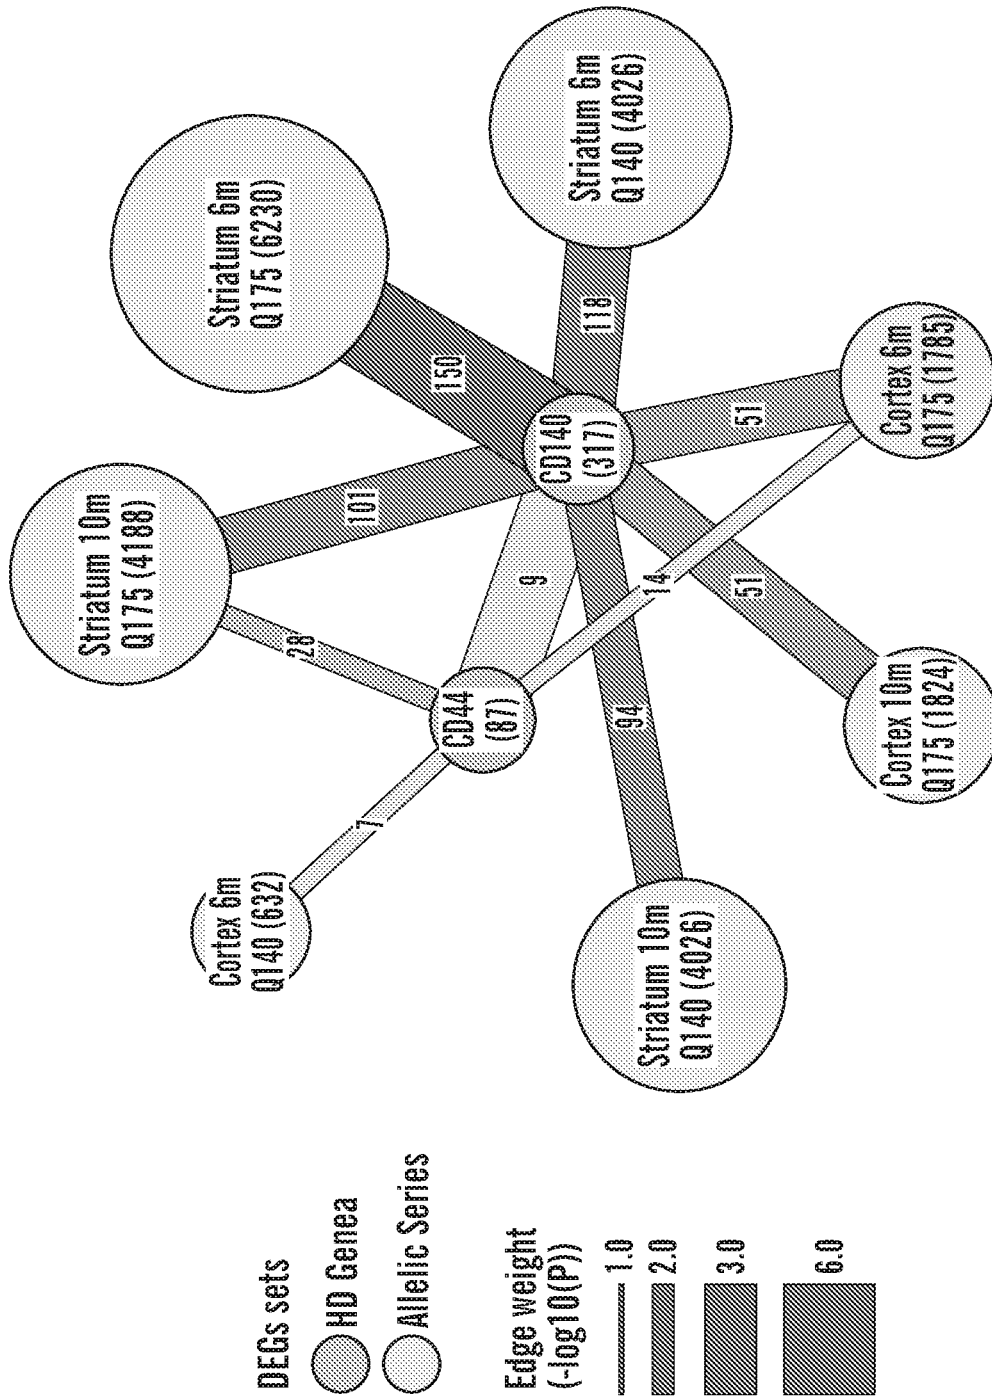 DEGs sets
HD Genea
Allelic Series
Edge weight
(-log10(P))
1.0
2.0
3.0
6.0
Striatum 10m
Q175 (4188)
Cortex 6m
Q140 (632)
Striatum 6m
Q175 (6230)
28
101
7
150
CD44
(87)
9
CD140
(317)
118
Striatum 6m
Q140 (4026)
94
14
Striatum 10m
Q140 (4026)
51
51
Cortex 10m
Q175 (1824)
Cortex 6m
Q175 (1785)